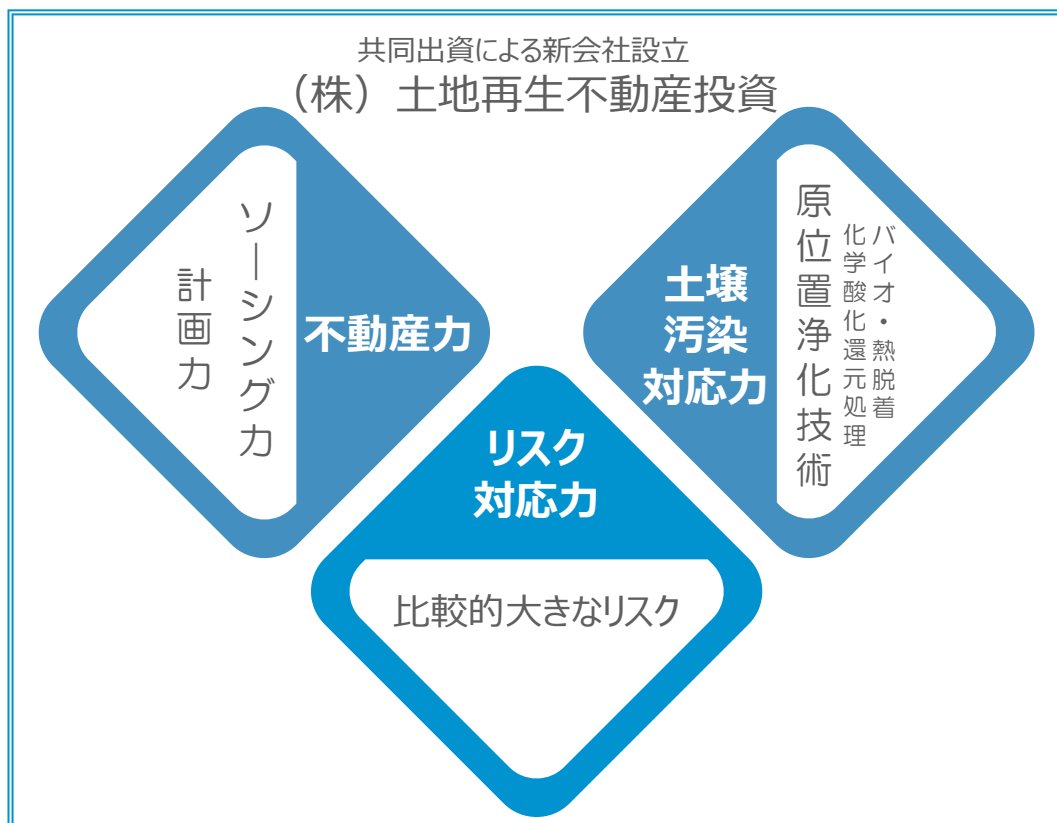 共同出資による新会社設立
（株）土地再生不動産投資
ソーシング力
計画力
不動産力
土壌
汚染
対応力
原位置浄化技術
バイオ・熱脱着
化学酸化還元処理
リスク
対応力
比較的大きなリスク